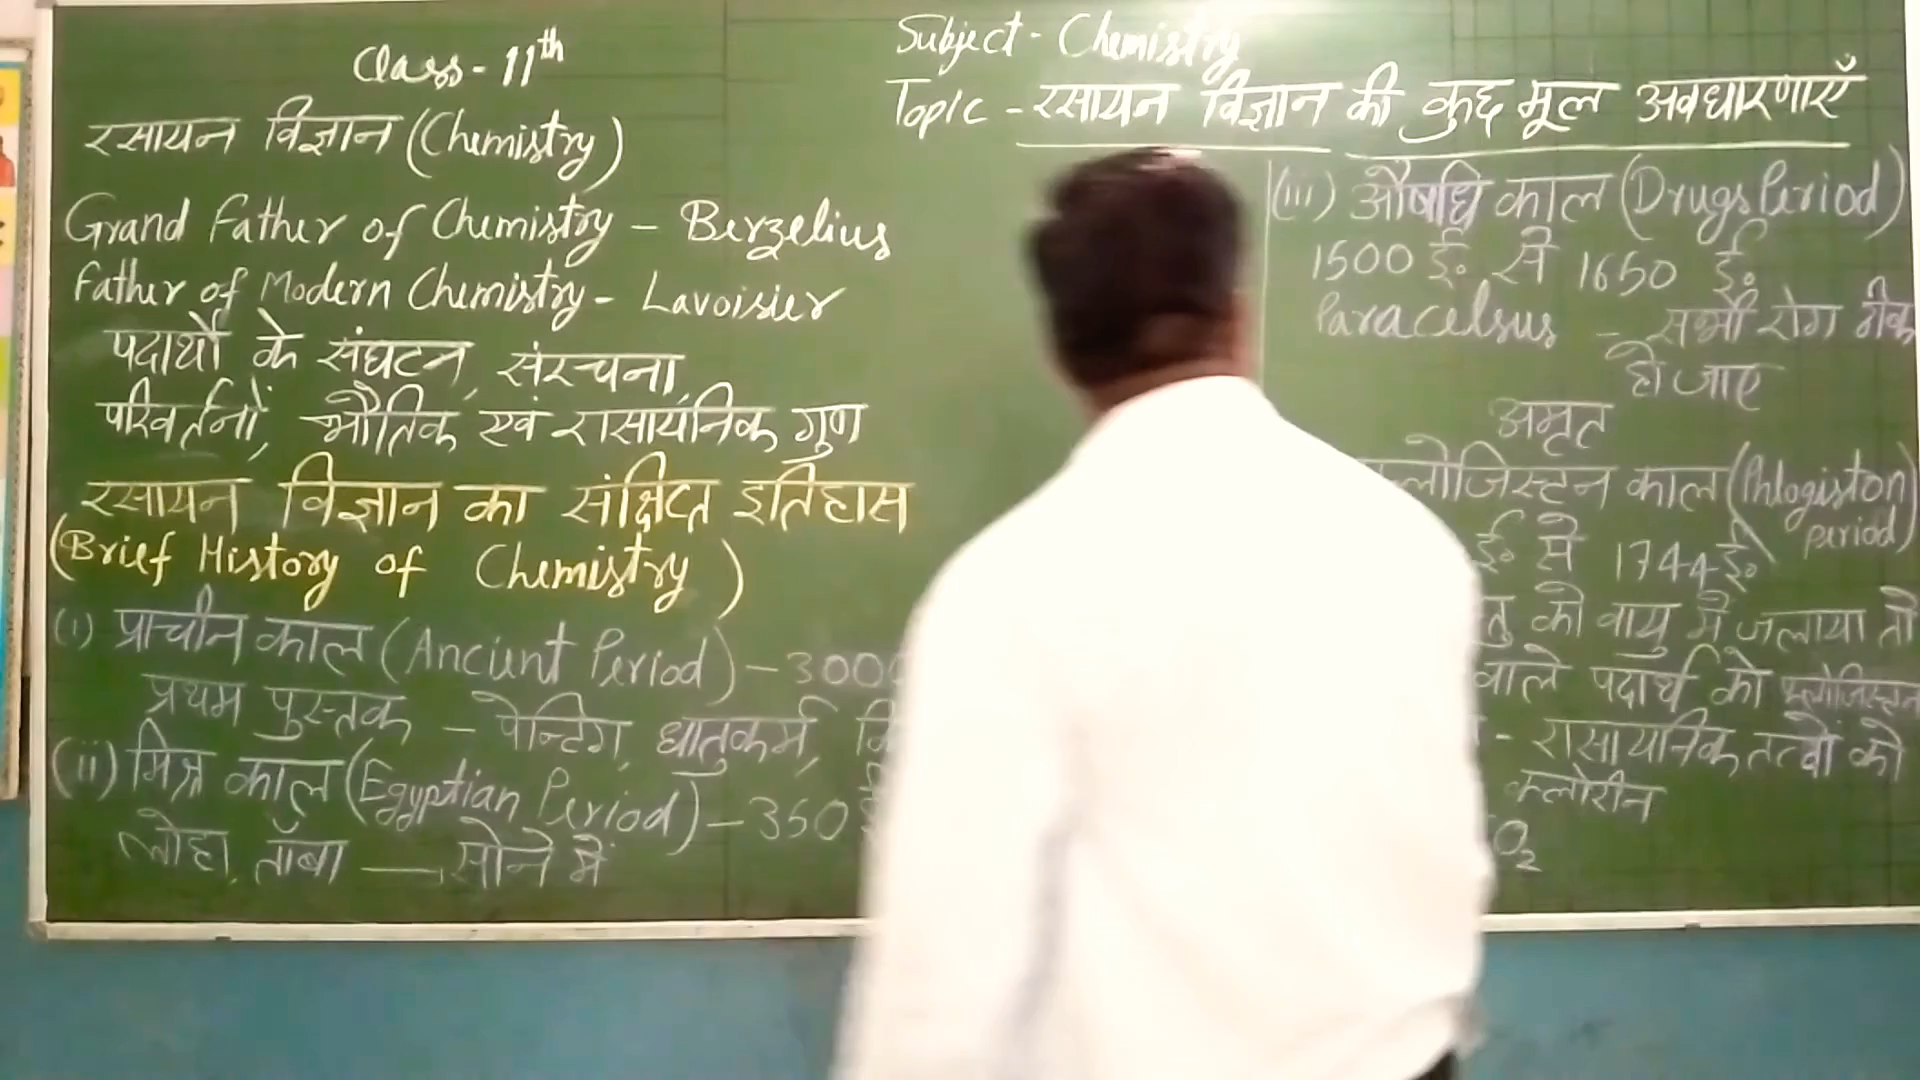 Class - 11th
रसायन विज्ञान (Chemistry)
Grand Father of Chemistry - Berzelius
Father of Modern Chemistry - Lavoisier
पदार्थो के संघटन, संरचना,
परिवर्तनों, भौतिक एवं रासायनिक गुण
रसायन विज्ञान का संक्षिप्त इतिहास
(Brief History of Chemistry)
(i) प्राचीन काल (Ancient Period) - 3000
प्रथम पुस्तक - पेन्टिंग, धातुकर्म,
(ii) मिस्र काल (Egyptian Period) - 350
लोहा, ताँबा — सोने में
Subject - Chemistry
Topic - रसायन विज्ञान की कुछ मूल अवधारणाएँ
(iii) औषधि काल (Drugs Period)
1500 ई० से 1650 ई०
Paracelsus - सभी रोग ठीक
हो जाए
अमृत
लोजिस्टन काल (Phlogiston
period)
ई० से 1744 ई०
तु को वायु में जलाया तो
वाले पदार्थ को फ्लोजिस्टन
- रासायनिक तत्वों को
क्लोरीन
O2